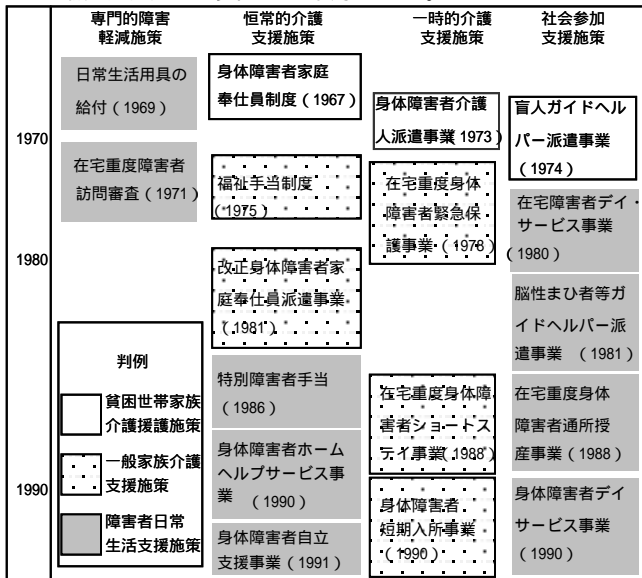 専門的障害
軽減施策
恒常的介護
支援施策
一時的介護
支援施策
社会参加
支援施策
1970
1980
1990
日常生活用具の
給付（1969）
在宅重度障害者
訪問審査（1971）
判例
貧困世帯家族
介護援護施策
一般家族介護
支援施策
障害者日常
生活支援施策
身体障害者家庭
奉仕員制度（1967）
福祉手当制度
（1975）
改正身体障害者家
庭奉仕員派遣事業
（1981）
特別障害者手当
（1986）
身体障害者ホーム
ヘルプサービス事
業 （1990）
身体障害者自立
支援事業（1991）
身体障害者介護
人派遣事業（1973）
在宅重度身体
障害者緊急保
護事業（1978）
在宅重度身体障
害者ショートス
テイ事業（1988）
身体障害者
短期入所事業
（1990）
盲人ガイドヘル
パー派遣事業
（1974）
在宅障害者デイ・
サービス事業
（1980）
脳性まひ者等ガ
イドヘルパー派
遣事業 （1981）
在宅重度身体
障害者通所授
産事業（1988）
身体障害者デイ
サービス事業
（1990）